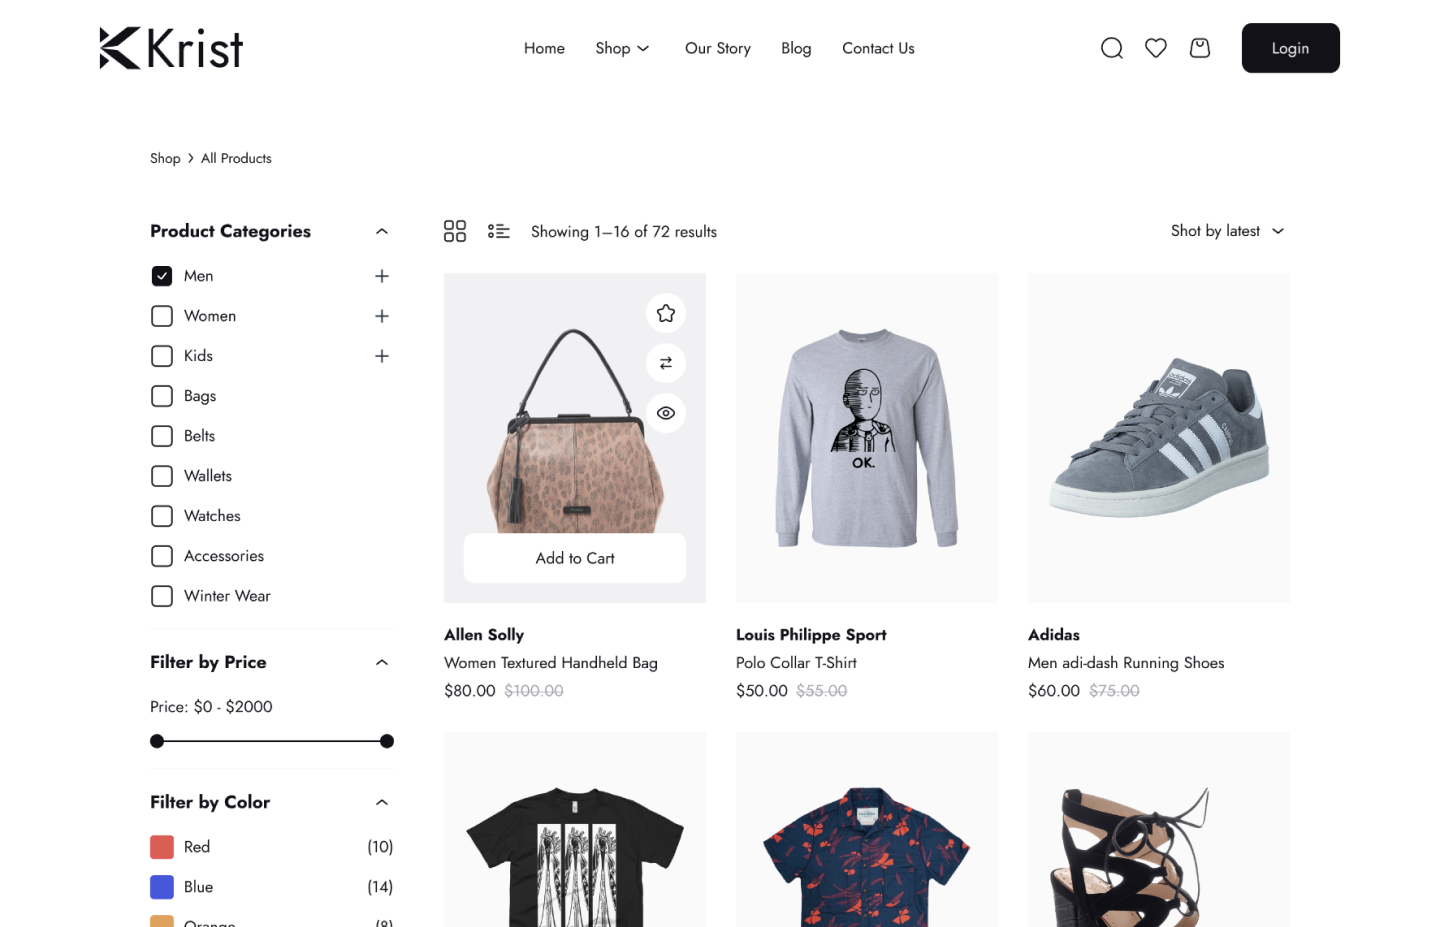 Krist
Home Shop Our Story Blog Contact Us
Login
Shop > All Products
Product Categories
Men
Women
Kids
Bags
Belts
Wallets
Watches
Accessories
Winter Wear
Filter by Price
Price: $0 - $2000
Filter by Color
Red (10)
Blue (14)
Orange (8)
Showing 1–16 of 72 results
Shot by latest
Add to Cart
Allen Solly
Women Textured Handheld Bag
$80.00 $100.00
OK.
Louis Philippe Sport
Polo Collar T-Shirt
$50.00 $55.00
Adidas
Men adi-dash Running Shoes
$60.00 $75.00